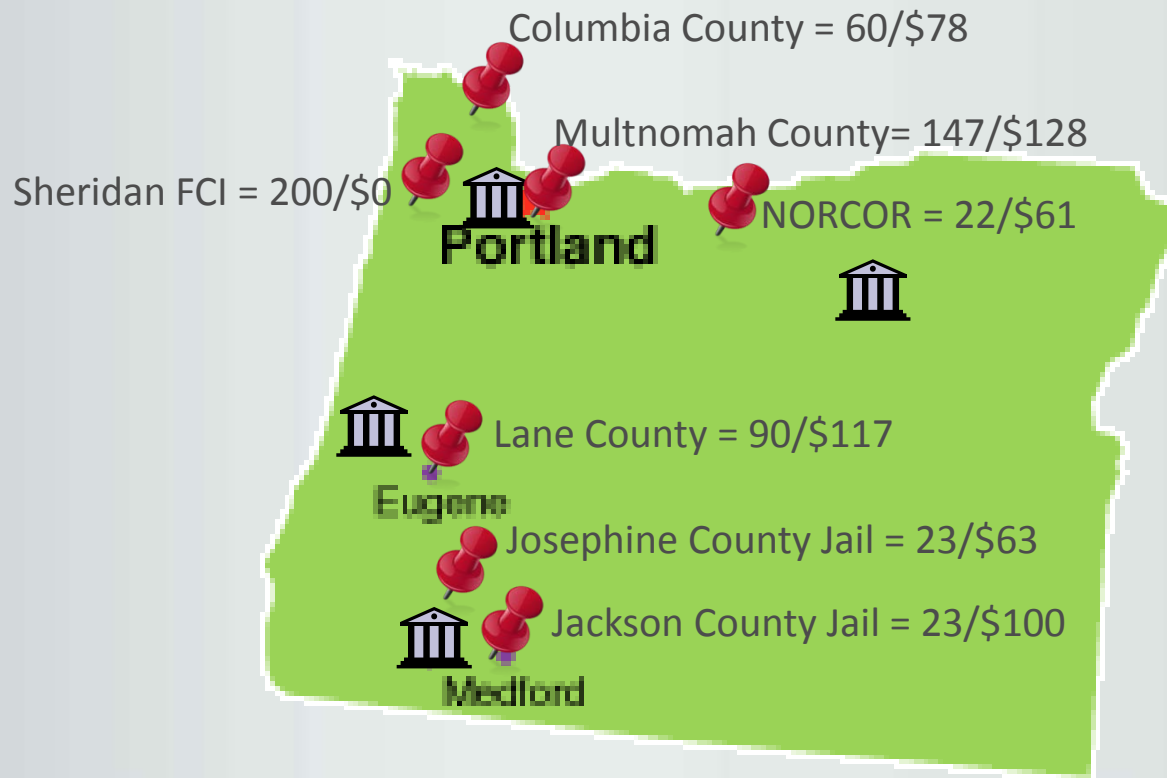 Columbia County = 60/$78
Multnomah County= 147/$128
Sheridan FCI = 200/$0
NORCOR = 22/$61
Portland
Lane County = 90/$117
Eugene
Josephine County Jail = 23/$63
Jackson County Jail = 23/$100
Medford